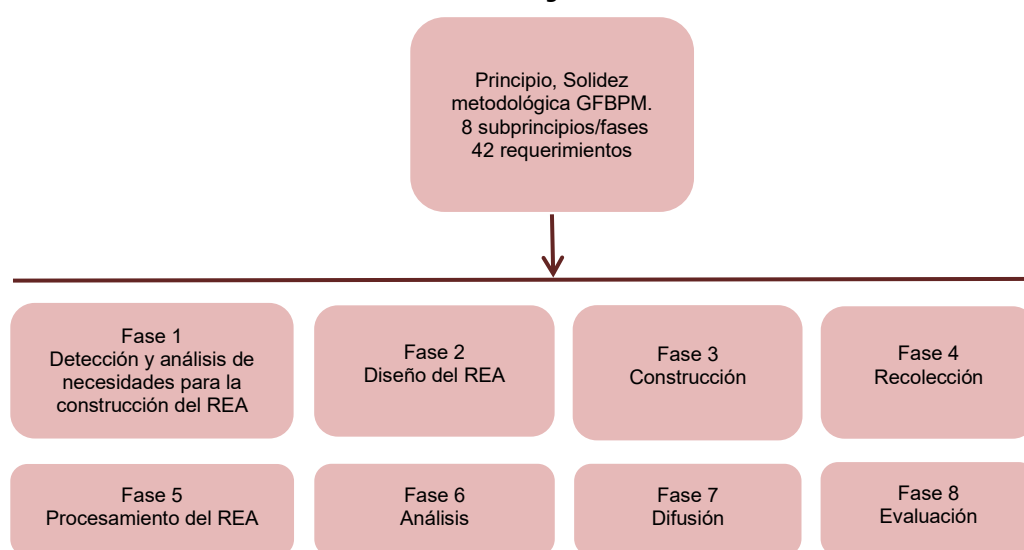 Principio, Solidez
metodológica GFBPM.
8 subprincipios/fases
42 requerimientos
Fase 1
Detección y análisis de
necesidades para la
construcción del REA
Fase 2
Diseño del REA
Fase 3
Construcción
Fase 4
Recolección
Fase 5
Procesamiento del REA
Fase 6
Análisis
Fase 7
Difusión
Fase 8
Evaluación